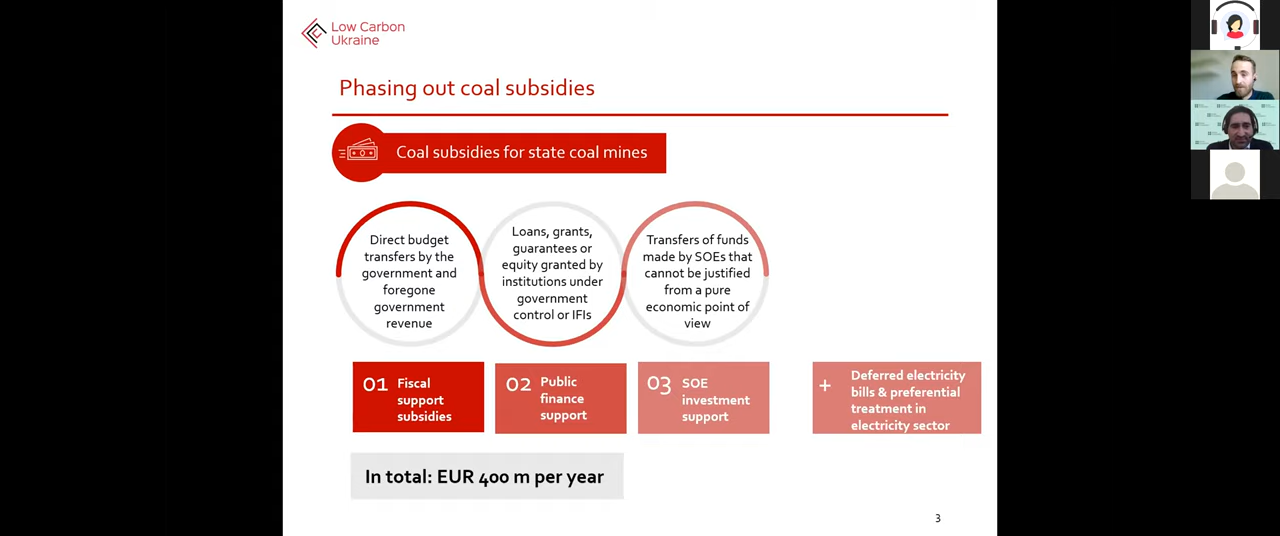 Low Carbon
Ukraine
Phasing out coal subsidies
Coal subsidies for state coal mines
Direct budget
transfers by the
government and
foregone
government
revenue
Loans, grants,
guarantees or
equity granted by
institutions under
government
control or IFIs
Transfers of funds
made by SOEs that
cannot be justified
from a pure
economic point of
view
01 Fiscal
support
subsidies
02 Public
finance
support
03 SOE
investment
support
+ Deferred electricity
bills & preferential
treatment in
electricity sector
In total: EUR 400 m per year
3